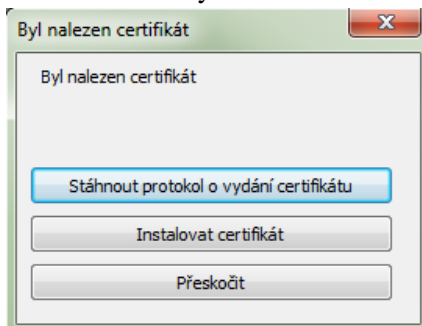 Byl nalezen certifikát
Byl nalezen certifikát
Stáhnout protokol o vydání certifikátu
Instalovat certifikát
Přeskočit